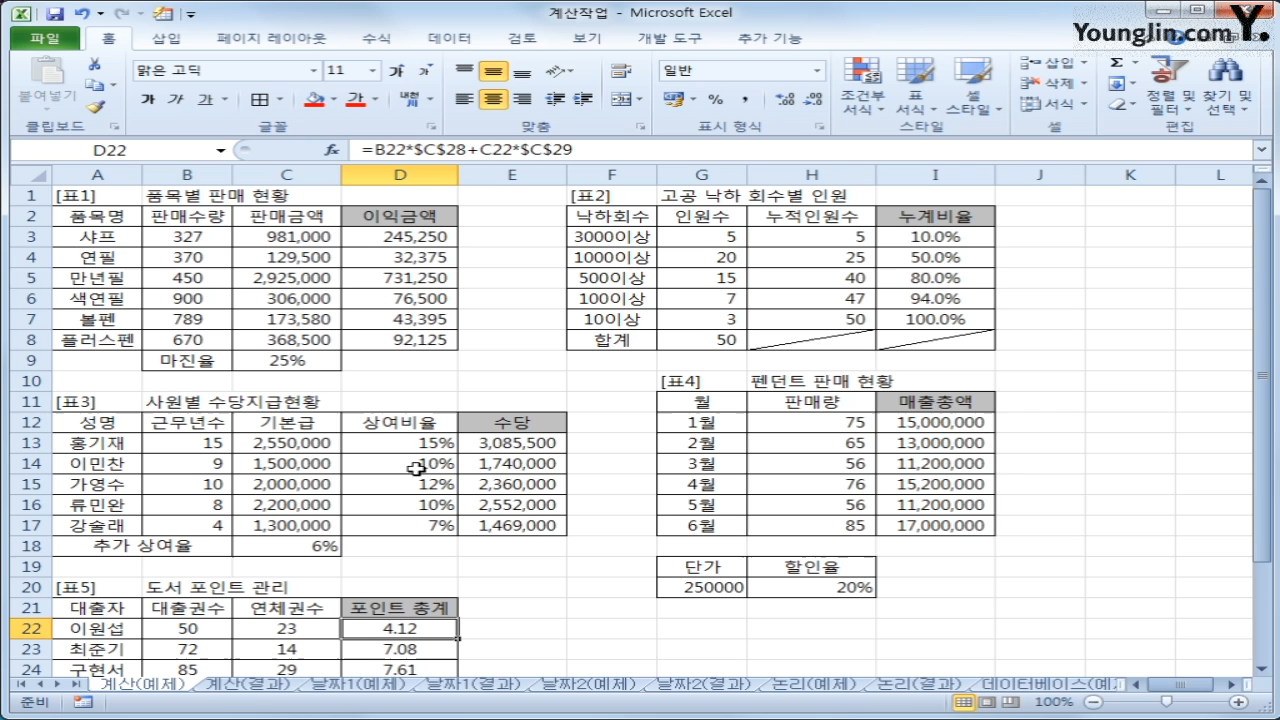 계산작업 - Microsoft Excel
YoungJin.com Y.
파일 홈 삽입 페이지 레이아웃 수식 데이터 검토 보기 개발 도구 추가 기능
붙여넣기 맑은 고딕 11 가 가 일반 조건부 서식 표 서식 셀 스타일 삽입 삭제 서식 정렬 및 필터 찾기 및 선택
가 가 가 가 내천 % ,
클립보드 글꼴 맞춤 표시 형식 스타일 셀 편집
D22 fx =B22*$C$28+C22*$C$29
A B C D E F G H I J K L
1 [표1] 품목별 판매 현황 [표2] 고공 낙하 회수별 인원
2 품목명 판매수량 판매금액 이익금액 낙하회수 인원수 누적인원수 누계비율
3 샤프 327 981,000 245,250 3000이상 5 5 10.0%
4 연필 370 129,500 32,375 1000이상 20 25 50.0%
5 만년필 450 2,925,000 731,250 500이상 15 40 80.0%
6 색연필 900 306,000 76,500 100이상 7 47 94.0%
7 볼펜 789 173,580 43,395 10이상 3 50 100.0%
8 플러스펜 670 368,500 92,125 합계 50
9 마진율 25%
10 [표4] 펜던트 판매 현황
11 [표3] 사원별 수당지급현황 월 판매량 매출총액
12 성명 근무년수 기본급 상여비율 수당 1월 75 15,000,000
13 홍기재 15 2,550,000 15% 3,085,500 2월 65 13,000,000
14 이민찬 9 1,500,000 10% 1,740,000 3월 56 11,200,000
15 가영수 10 2,000,000 12% 2,360,000 4월 76 15,200,000
16 류민완 8 2,200,000 10% 2,552,000 5월 56 11,200,000
17 강술래 4 1,300,000 7% 1,469,000 6월 85 17,000,000
18 추가 상여율 6%
19 단가 할인율
20 [표5] 도서 포인트 관리 250000 20%
21 대출자 대출권수 연체권수 포인트 총계
22 이원섭 50 23 4.12
23 최준기 72 14 7.08
24 구현서 85 29 7.61
계산(예제) 계산(결과) 날짜1(예제) 날짜1(결과) 날짜2(예제) 날짜2(결과) 논리(예제) 논리(결과) 데이터베이스(예
준비 100%